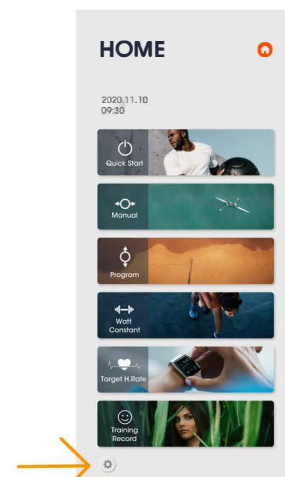 HOME
2020.11.10
09:30
Quick Start
Manual
Program
Watt
Constant
Target H.Rate
Training
Record